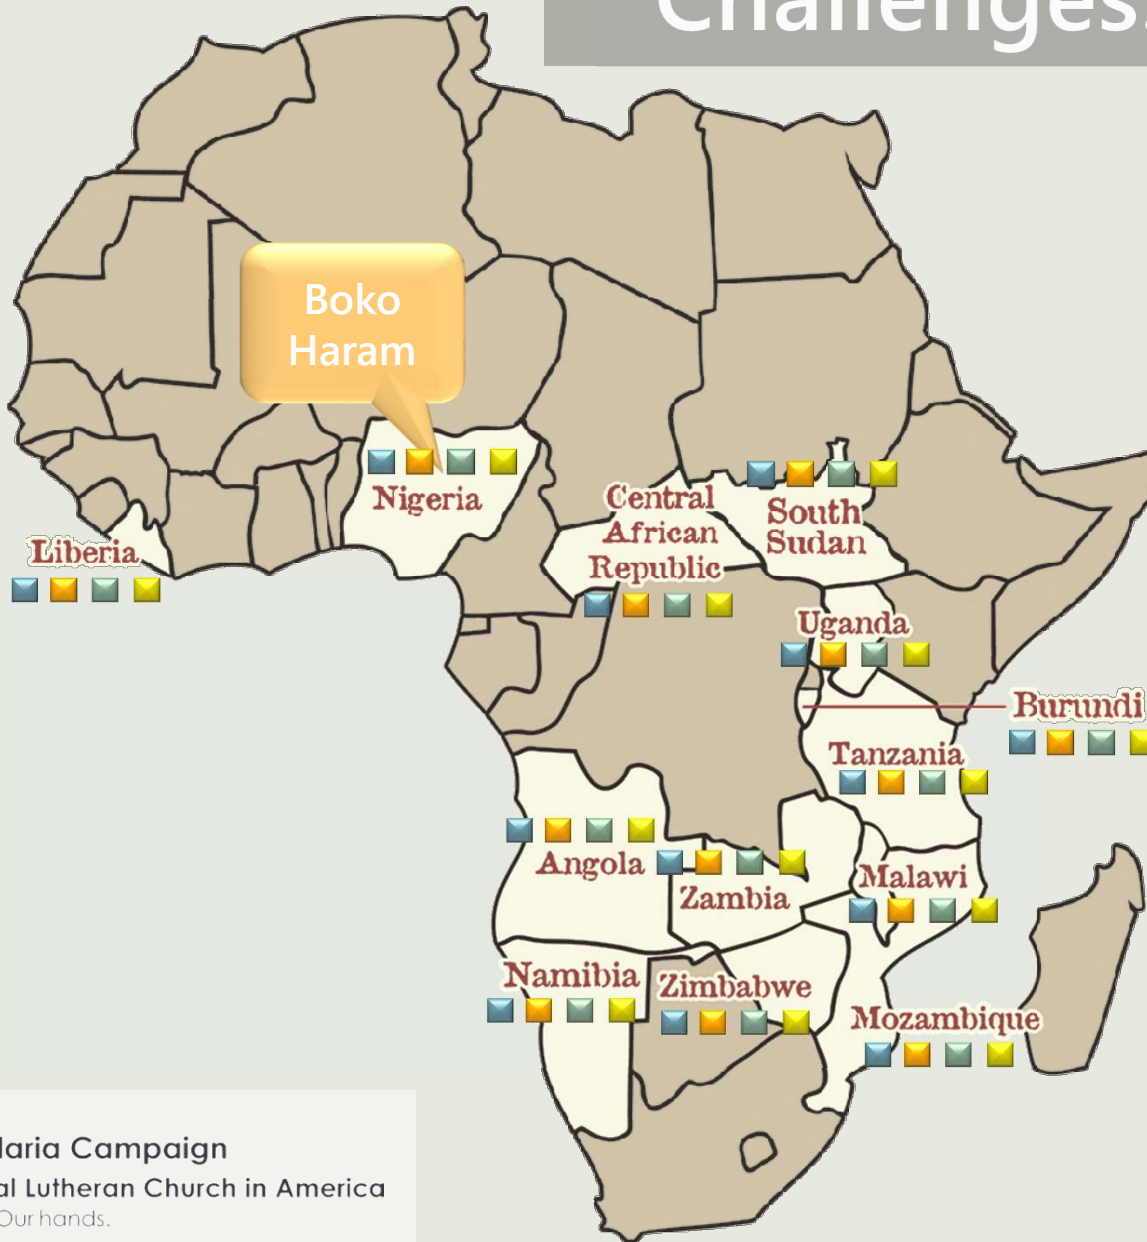 Challenges
Boko
Haram
Nigeria
Liberia
Central
African
Republic
South
Sudan
Uganda
Burundi
Tanzania
Angola
Zambia
Malawi
Namibia
Zimbabwe
Mozambique
laria Campaign
al Lutheran Church in America
Our hands.